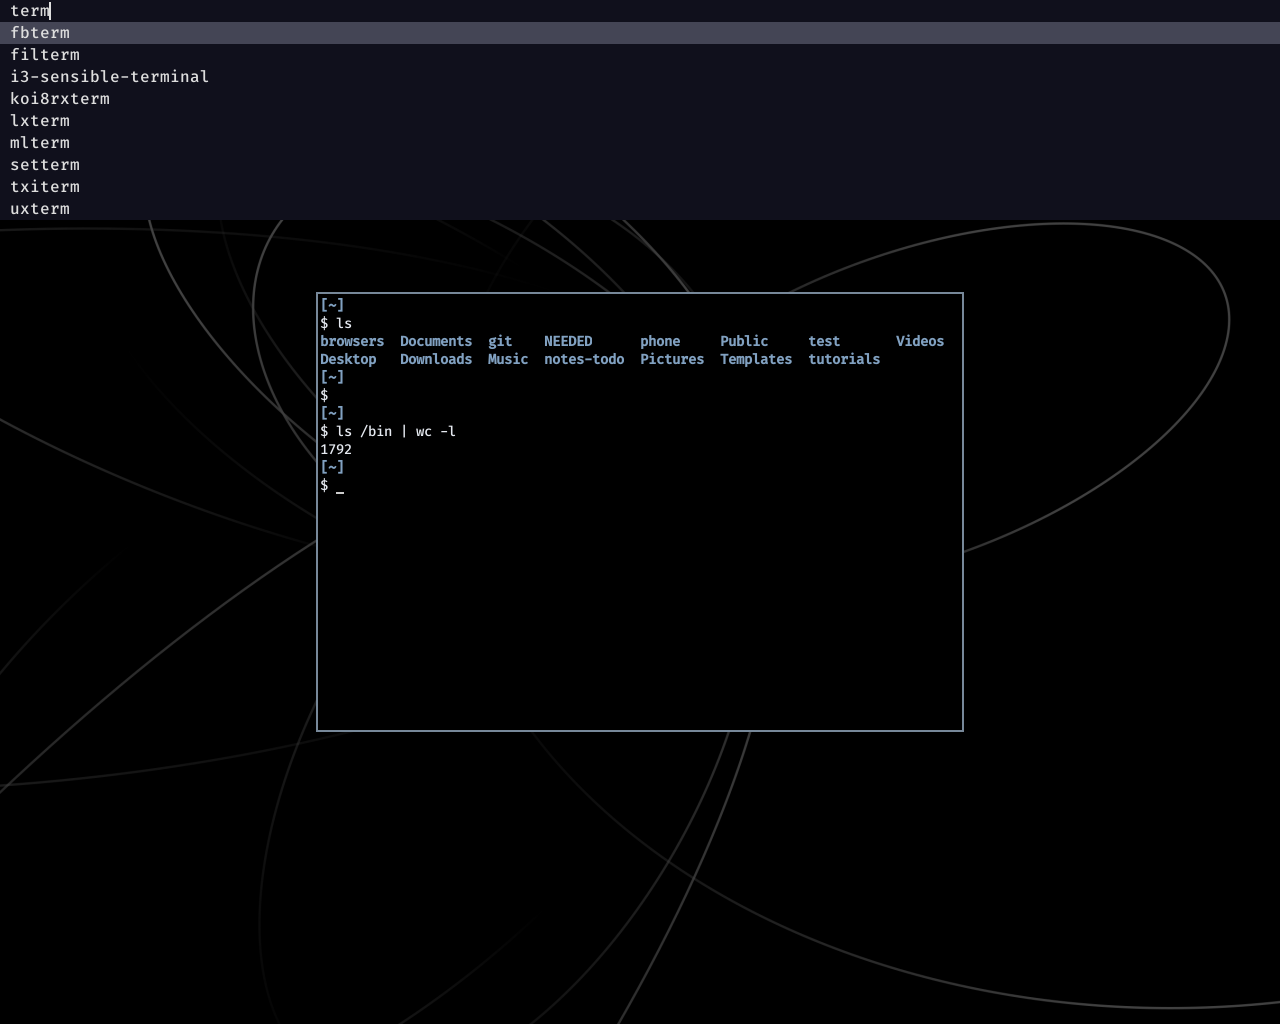 term
fbterm
filterm
i3-sensible-terminal
koi8rxterm
lxterm
mlterm
setterm
txiterm
uxterm
[~]
$ ls
browsers  Documents  git    NEEDED      phone     Public     test       Videos
Desktop   Downloads  Music  notes-todo  Pictures  Templates  tutorials
[~]
$
[~]
$ ls /bin | wc -l
1792
[~]
$ _